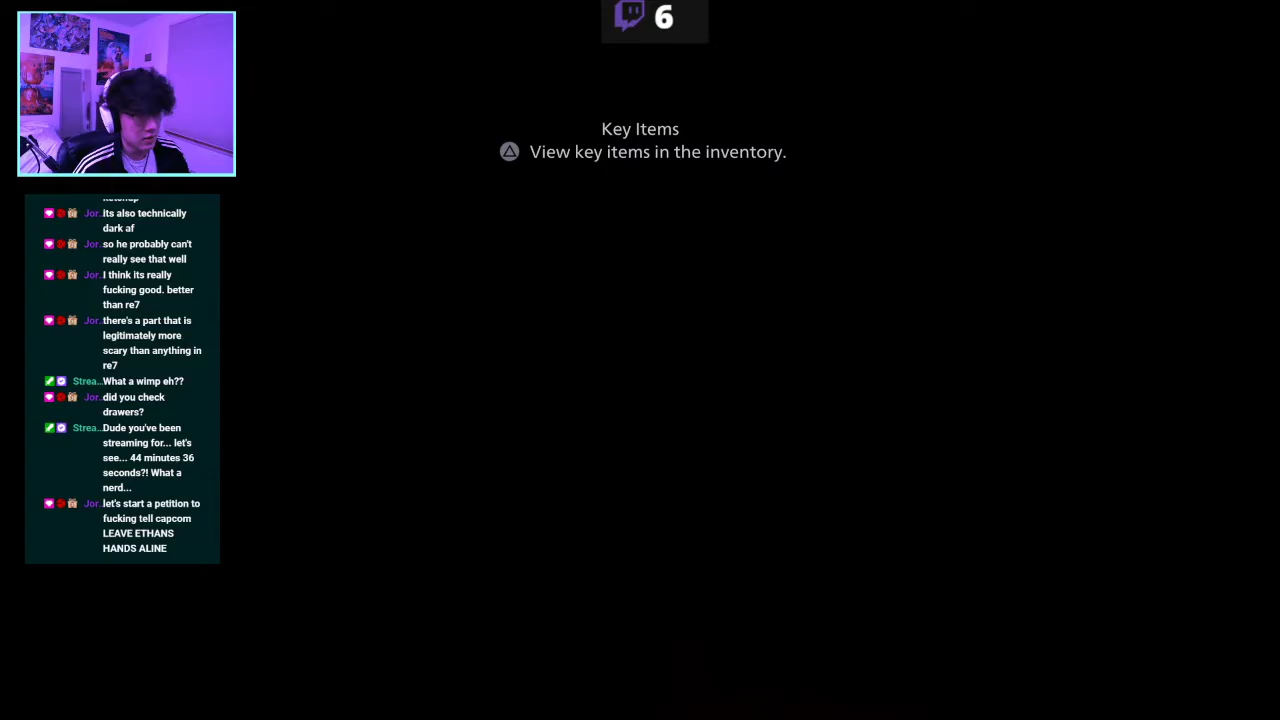 6
Key Items
View key items in the inventory.
ketchup
Jor..its also technically
dark af
Jor..so he probably can't
really see that well
Jor..I think its really
fucking good. better
than re7
Jor..there's a part that is
legitimately more
scary than anything in
re7
Strea...What a wimp eh??
Jor..did you check
drawers?
Strea...Dude you've been
streaming for... let's
see... 44 minutes 36
seconds?! What a
nerd...
Jor..let's start a petition to
fucking tell capcom
LEAVE ETHANS
HANDS ALINE